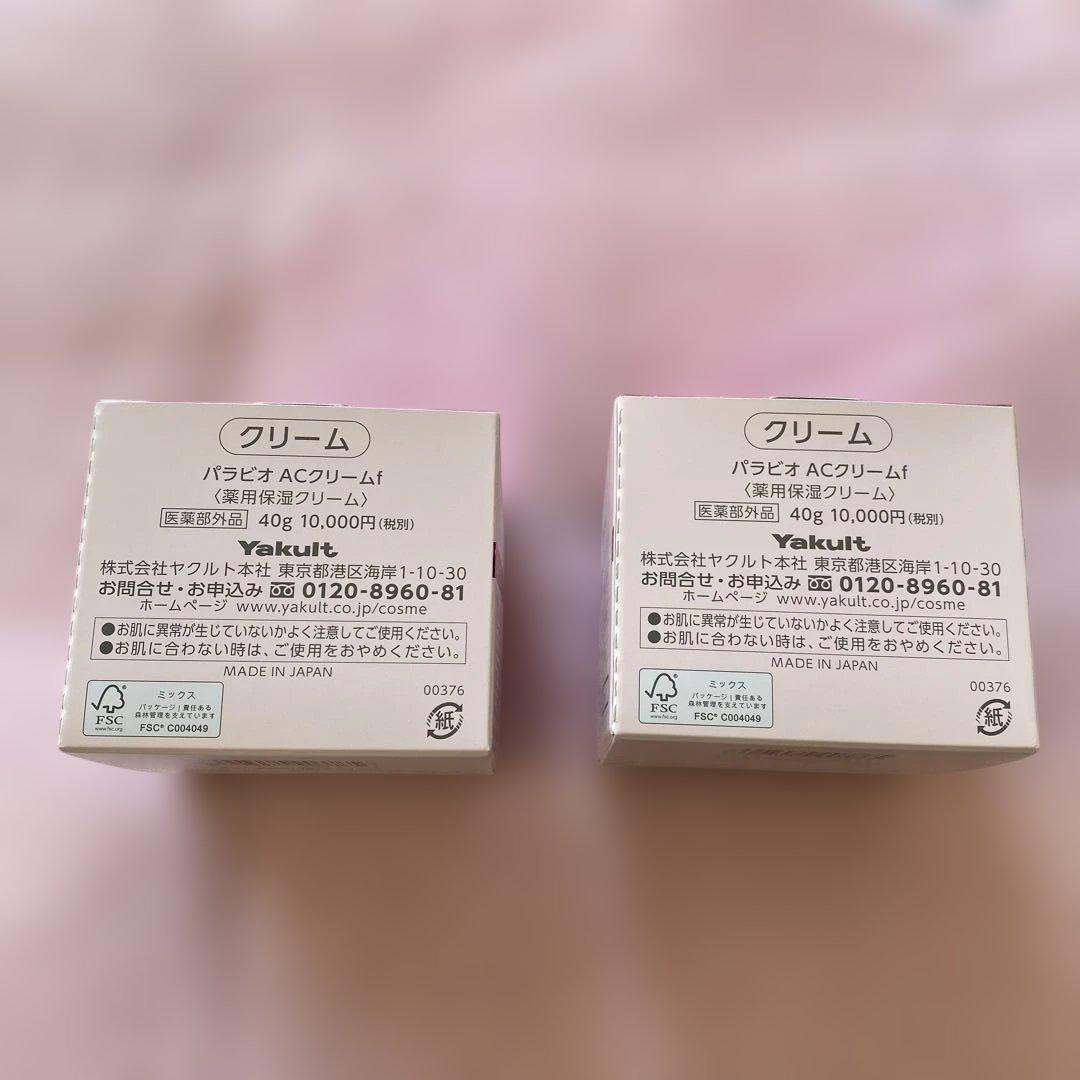 クリーム
パラビオ ACクリームf
〈薬用保湿クリーム〉
医薬部外品 40g 10,000円(税別)
Yakult
株式会社ヤクルト本社 東京都港区海岸1-10-30
お問合せ・お申込み 0120-8960-81
ホームページ www.yakult.co.jp/cosme
●お肌に異常が生じていないかよく注意してご使用ください。
●お肌に合わない時は、ご使用をおやめください。
MADE IN JAPAN
00376
FSC®
www.fsc.org
ミックス
パッケージ|責任ある
森林管理を支えています
FSC® C004049
紙
クリーム
パラビオ ACクリームf
〈薬用保湿クリーム〉
医薬部外品 40g 10,000円(税別)
Yakult
株式会社ヤクルト本社 東京都港区海岸1-10-30
お問合せ・お申込み 0120-8960-81
ホームページ www.yakult.co.jp/cosme
●お肌に異常が生じていないかよく注意してご使用ください。
●お肌に合わない時は、ご使用をおやめください。
MADE IN JAPAN
00376
FSC®
www.fsc.org
ミックス
パッケージ|責任ある
森林管理を支えています
FSC® C004049
紙